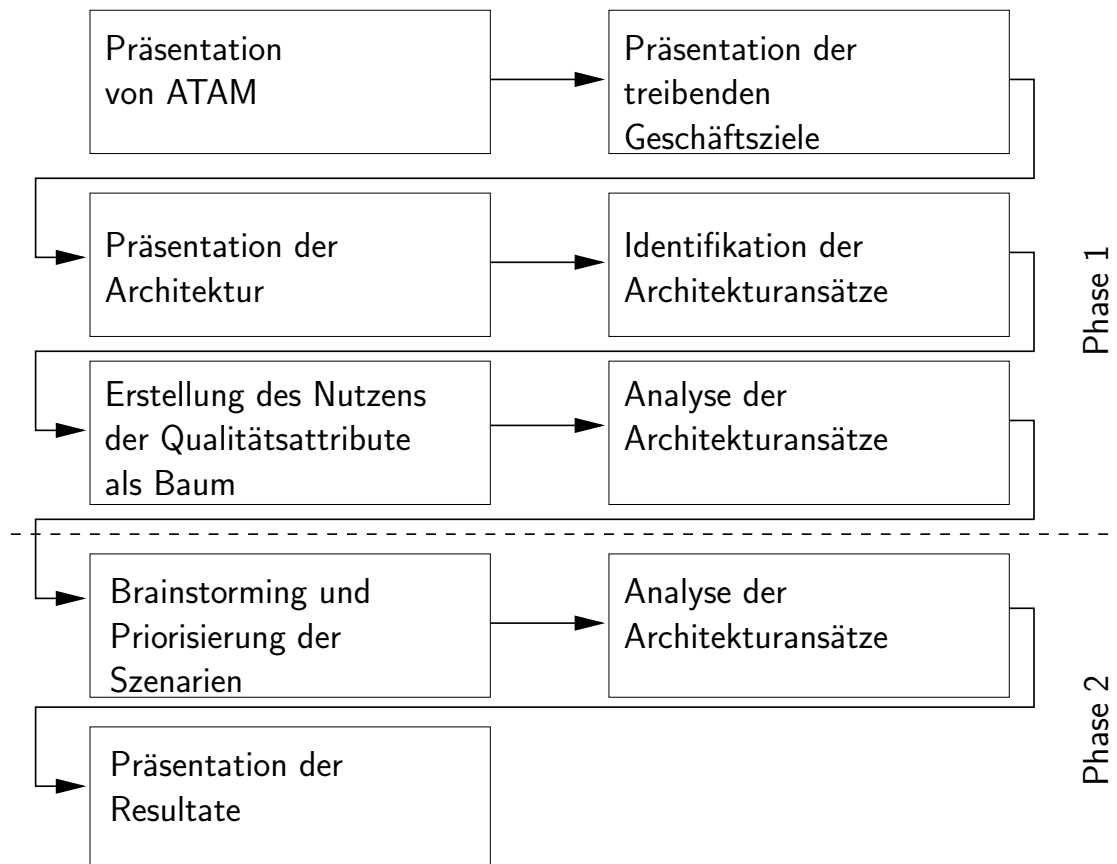 Präsentation
von ATAM
Präsentation der
treibenden
Geschäftsziele
Präsentation der
Architektur
Identifikation der
Architekturansätze
Erstellung des Nutzens
der Qualitätsattribute
als Baum
Analyse der
Architekturansätze
Phase 1
Brainstorming und
Priorisierung der
Szenarien
Analyse der
Architekturansätze
Präsentation der
Resultate
Phase 2